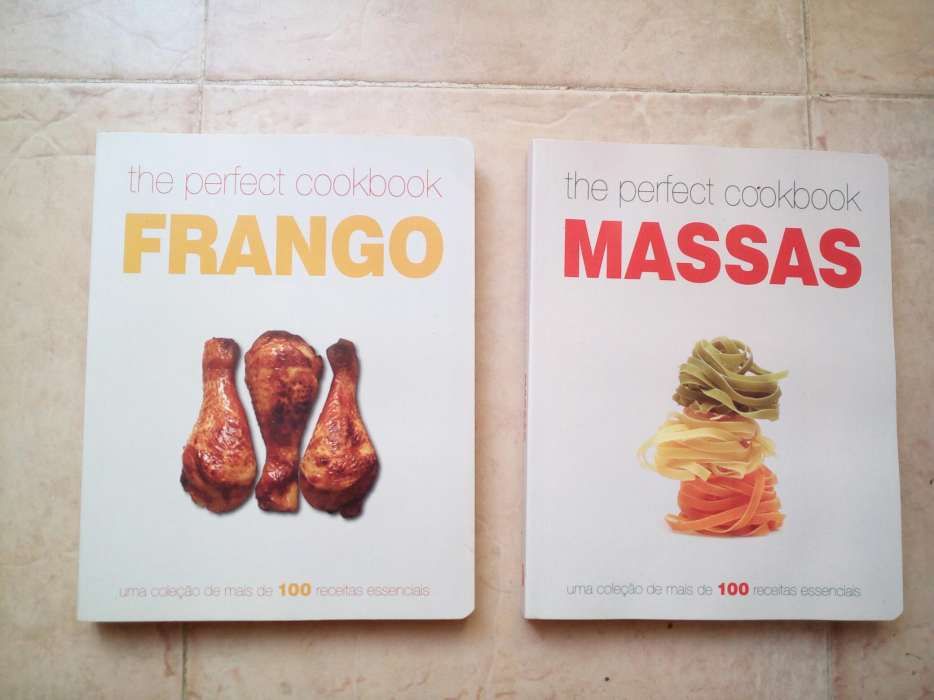 the perfect cookbook
FRANGO
uma coleção de mais de 100 receitas essenciais
the perfect cookbook
MASSAS
uma coleção de mais de 100 receitas essenciais